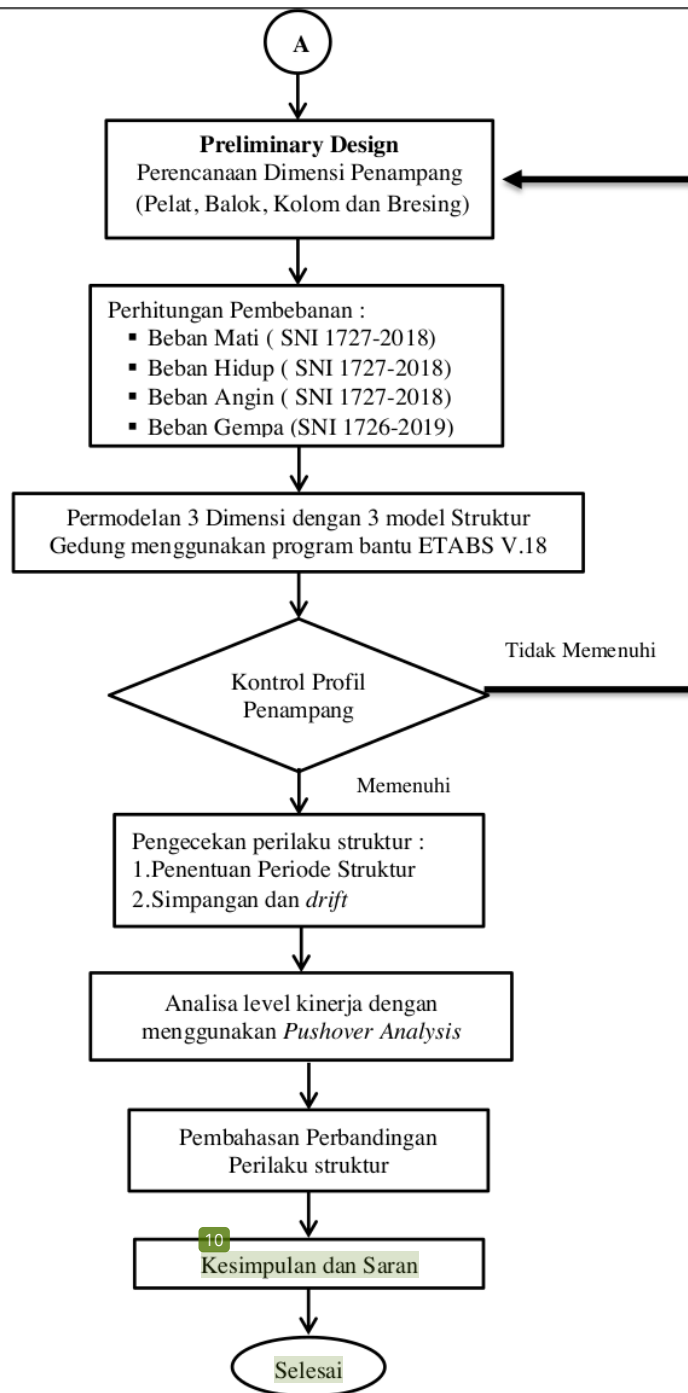 A
Preliminary Design
Perencanaan Dimensi Penampang
(Pelat, Balok, Kolom dan Bresing)
Perhitungan Pembebanan :
▪ Beban Mati ( SNI 1727-2018)
▪ Beban Hidup ( SNI 1727-2018)
▪ Beban Angin ( SNI 1727-2018)
▪ Beban Gempa (SNI 1726-2019)
Permodelan 3 Dimensi dengan 3 model Struktur
Gedung menggunakan program bantu ETABS V.18
Tidak Memenuhi
Kontrol Profil
Penampang
Memenuhi
Pengecekan perilaku struktur :
1.Penentuan Periode Struktur
2.Simpangan dan drift
Analisa level kinerja dengan
menggunakan Pushover Analysis
Pembahasan Perbandingan
Perilaku struktur
10
Kesimpulan dan Saran
Selesai